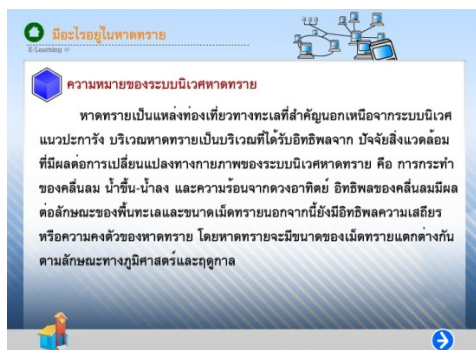 มีอะไรอยู่ในหาดทราย
E-Learning
ความหมายของระบบนิเวศหาดทราย
หาดทรายเป็นแหล่งท่องเที่ยวทางทะเลที่สำคัญนอกเหนือจากระบบนิเวศ
แนวปะการัง บริเวณหาดทรายเป็นบริเวณที่ได้รับอิทธิพลจาก ปัจจัยสิ่งแวดล้อม
ที่มีผลต่อการเปลี่ยนแปลงทางกายภาพของระบบนิเวศหาดทราย คือ การกระทำ
ของคลื่นลม น้ำขึ้น-น้ำลง และความร้อนจากดวงอาทิตย์ อิทธิพลของคลื่นลมมีผล
ต่อลักษณะของพื้นทะเลและขนาดเม็ดทรายนอกจากนี้ยังมีอิทธิพลความเสถียร
หรือความคงตัวของหาดทราย โดยหาดทรายจะมีขนาดของเม็ดทรายแตกต่างกัน
ตามลักษณะทางภูมิศาสตร์และฤดูกาล